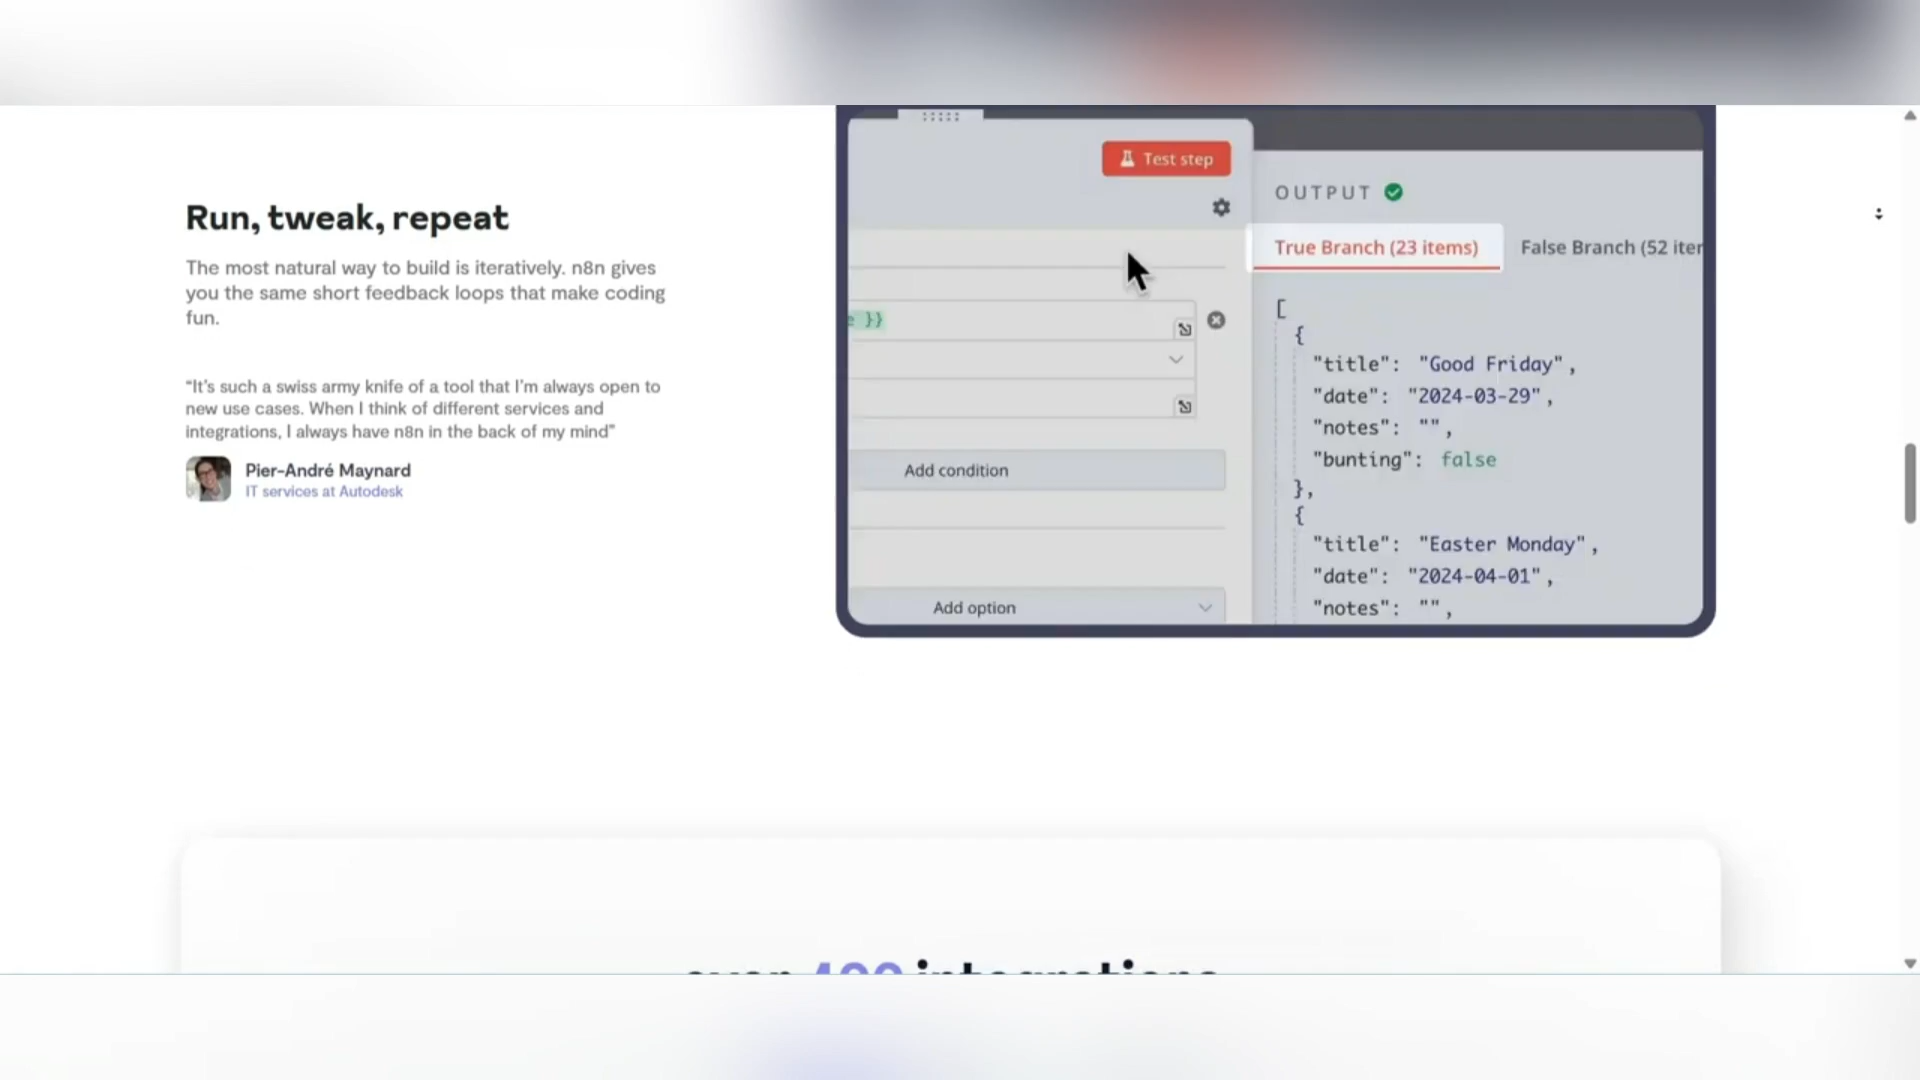 Run, tweak, repeat
The most natural way to build is iteratively. n8n gives
you the same short feedback loops that make coding
fun.
“It’s such a swiss army knife of a tool that I’m always open to
new use cases. When I think of different services and
integrations, I always have n8n in the back of my mind”
Pier-André Maynard
IT services at Autodesk
Test step
e }}
Add condition
Add option
OUTPUT
True Branch (23 items)
False Branch (52 iter
[
{
"title": "Good Friday",
"date": "2024-03-29",
"notes": "",
"bunting": false
},
{
"title": "Easter Monday",
"date": "2024-04-01",
"notes": "",
over 400 integrations